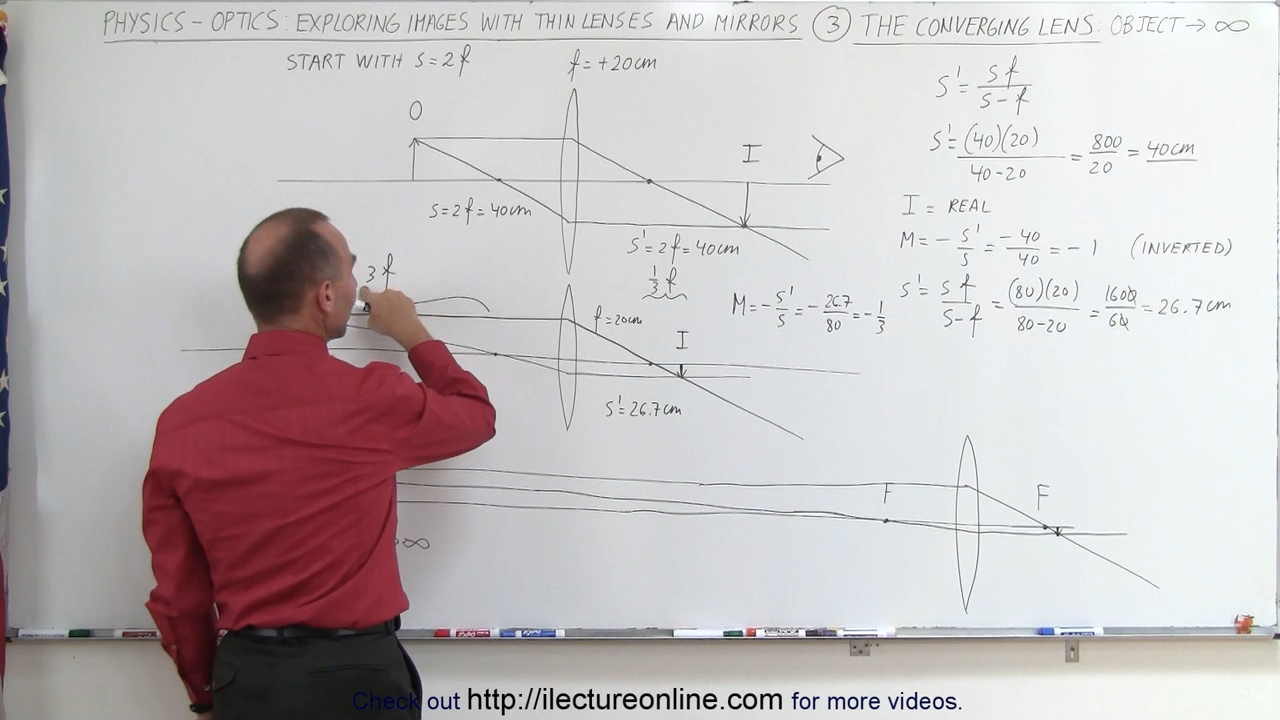 PHYSICS - OPTICS: EXPLORING IMAGES WITH THIN LENSES AND MIRRORS ③ THE CONVERGING LENS: OBJECT → ∞
START WITH S = 2f
f = +20cm
O
I
S = 2f = 40cm
S' = 2f = 40cm
S' = Sf / S - f
S' = (40)(20) / 40-20 = 800 / 20 = 40cm
I = REAL
M = - S' / S = -40 / 40 = -1 (INVERTED)
3f
1/3 f
f = 20cm
I
S' = 26.7cm
M = - S' / S = - 26.7 / 80 = - 1/3
S' = Sf / S-f = (80)(20) / 80-20 = 1600 / 60 = 26.7cm
F
F
∞
EXPO
EXPO
Check out http://ilectureonline.com for more videos.